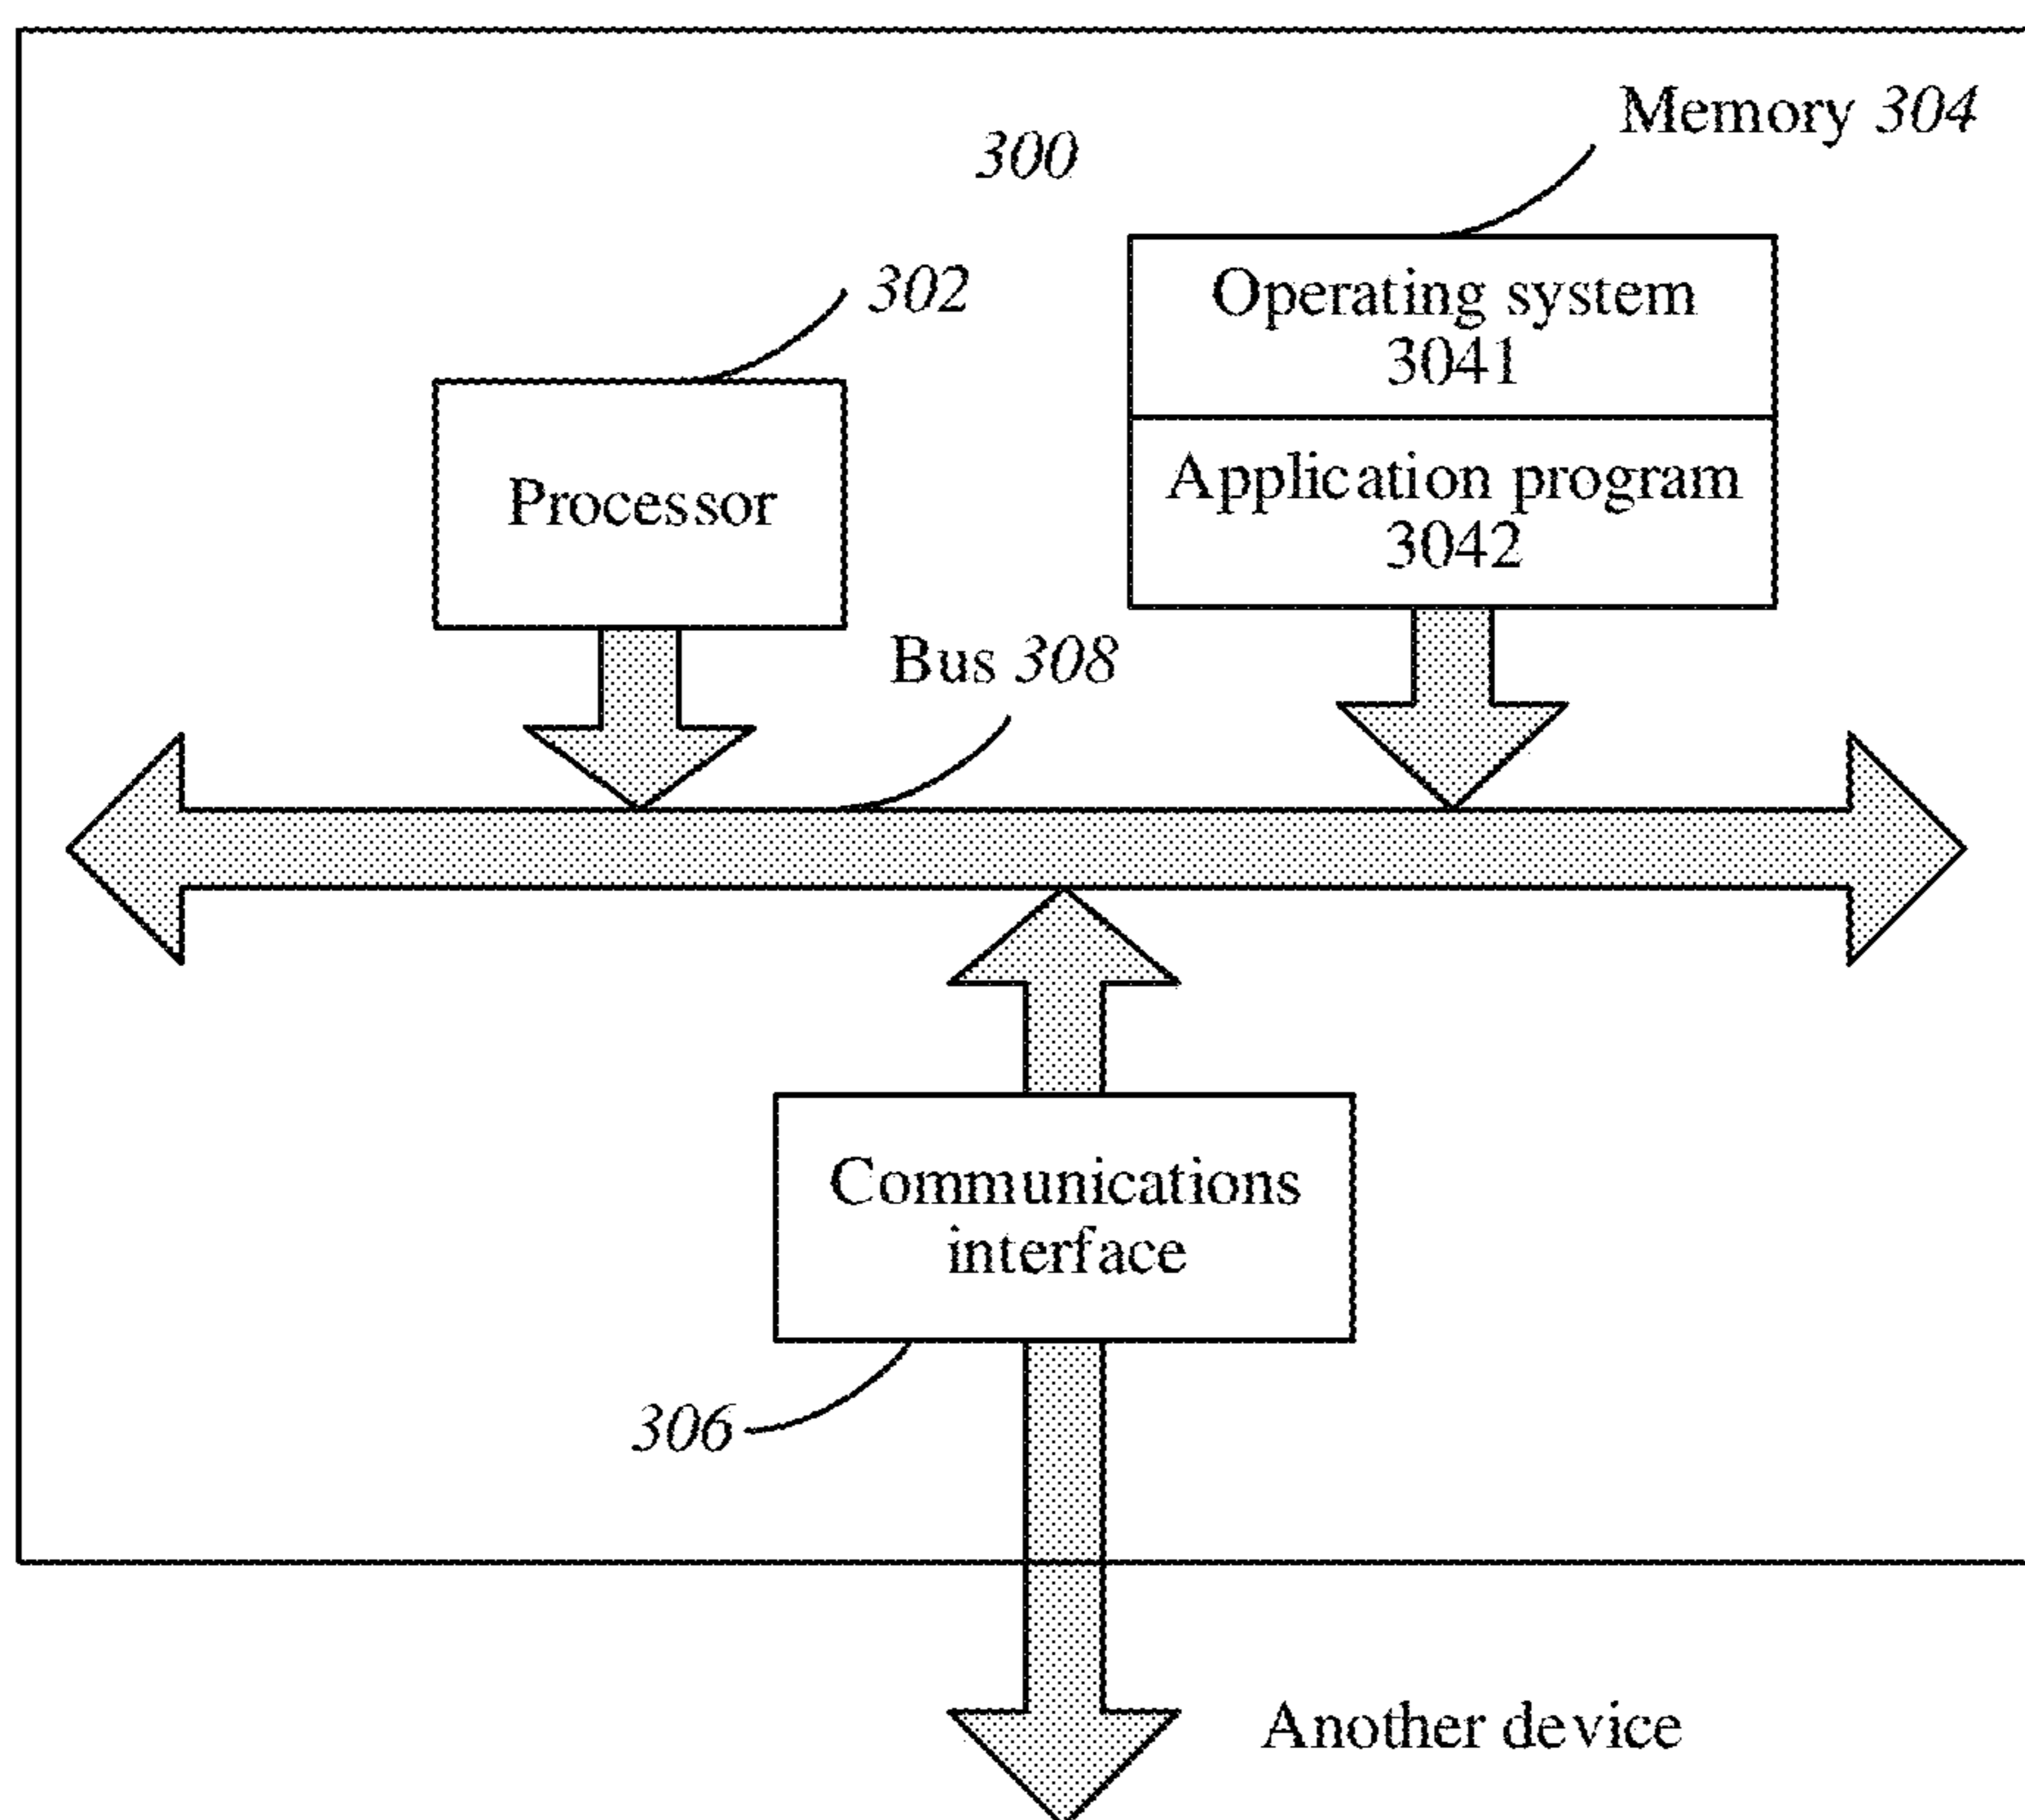 Memory 304
300
302
Operating system
3041
Processor
Application program
3042
Bus 308
Communications
interface
306
Another device